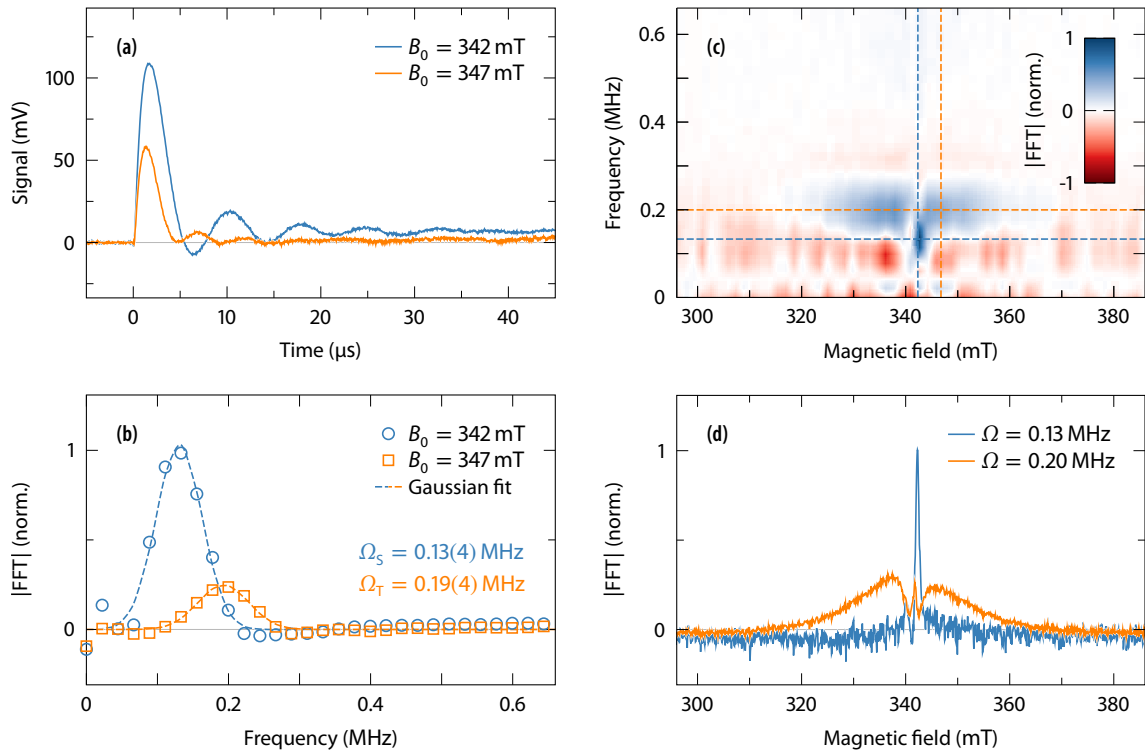 (a)
B₀ = 342 mT
B₀ = 347 mT
100
50
0
Signal (mV)
0 10 20 30 40
Time (µs)
(c)
1
0
-1
|FFT| (norm.)
0.6
0.4
0.2
0
Frequency (MHz)
300 320 340 360 380
Magnetic field (mT)
(b)
B₀ = 342 mT
B₀ = 347 mT
Gaussian fit
Ω_S = 0.13(4) MHz
Ω_T = 0.19(4) MHz
1
0
|FFT| (norm.)
0 0.2 0.4 0.6
Frequency (MHz)
(d)
Ω = 0.13 MHz
Ω = 0.20 MHz
1
0
|FFT| (norm.)
300 320 340 360 380
Magnetic field (mT)